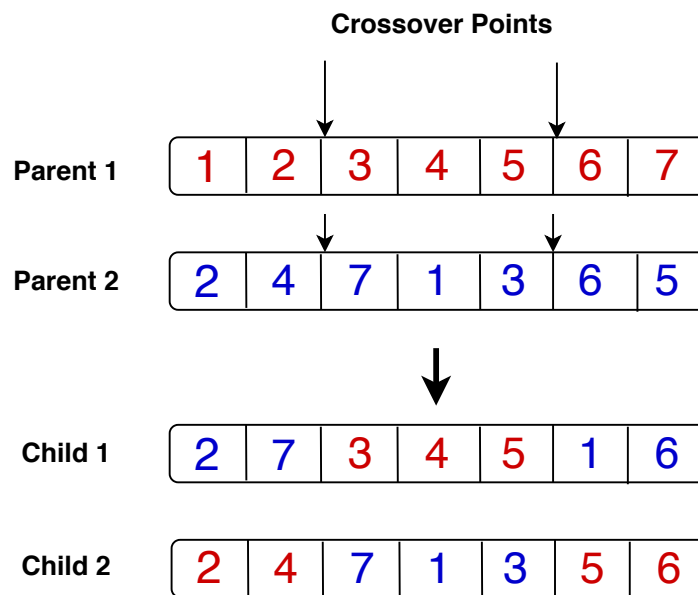 Crossover Points
Parent 1 1 2 3 4 5 6 7
Parent 2 2 4 7 1 3 6 5
Child 1 2 7 3 4 5 1 6
Child 2 2 4 7 1 3 5 6